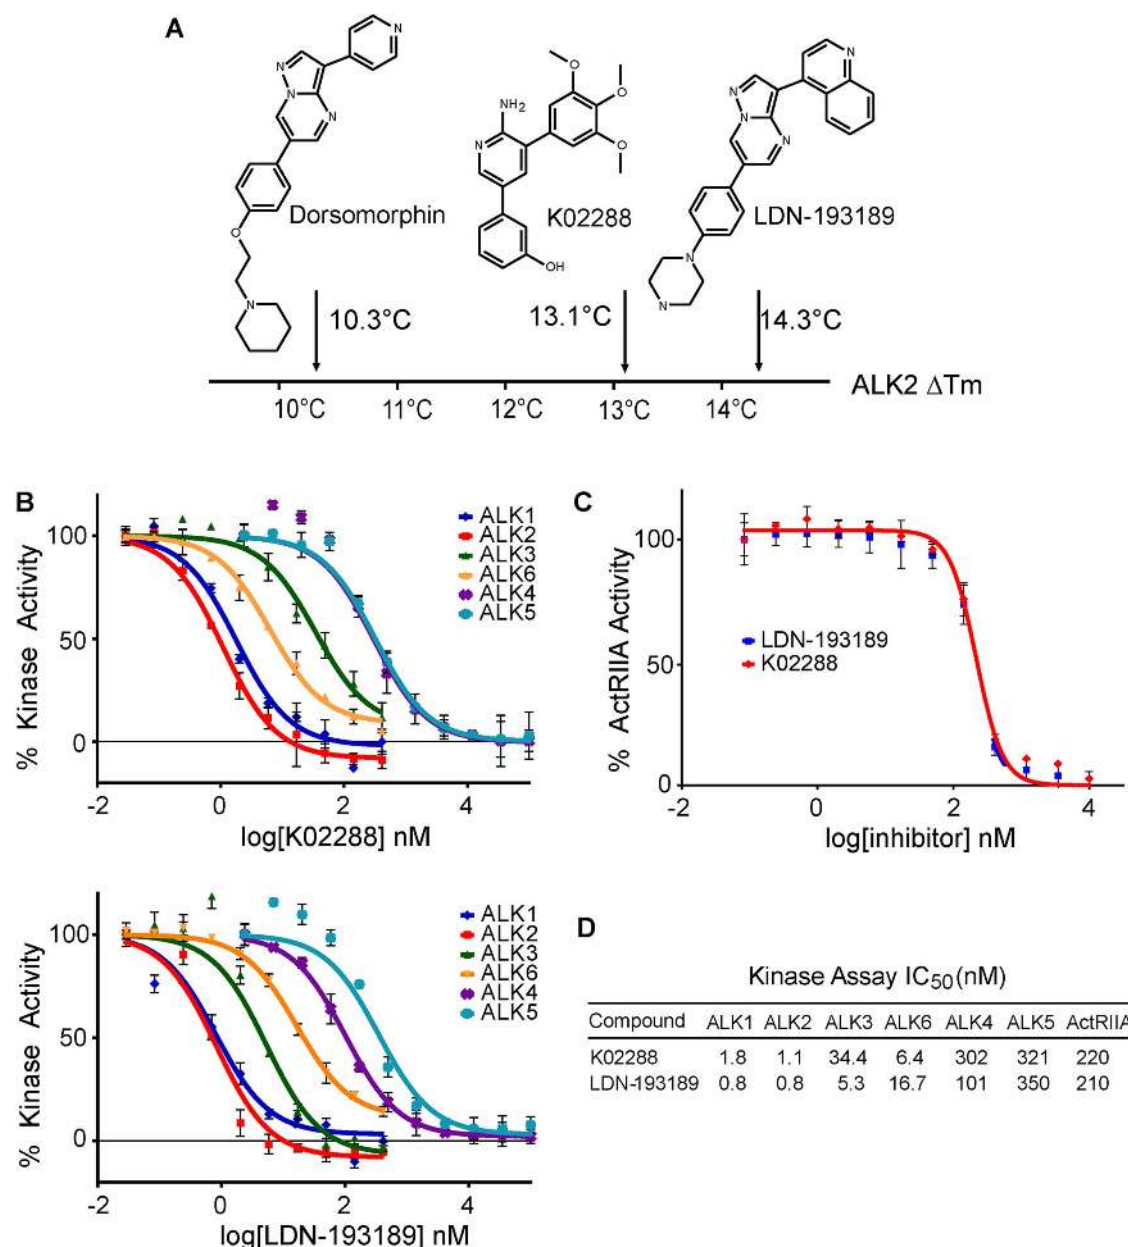 A
N
N
N
N
NH2
N
O
O
O
N
N
N
N
Dorsomorphin
K02288
LDN-193189
O
OH
N
N
N
10.3°C
13.1°C
14.3°C
10°C 11°C 12°C 13°C 14°C
ALK2 ΔTm
B
% Kinase Activity
100
50
0
-2 0 2 4
log[K02288] nM
ALK1
ALK2
ALK3
ALK6
ALK4
ALK5
C
% ActRIIA Activity
100
50
0
-2 0 2 4
log[inhibitor] nM
LDN-193189
K02288
% Kinase Activity
100
50
0
-2 0 2 4
log[LDN-193189] nM
ALK1
ALK2
ALK3
ALK6
ALK4
ALK5
D
Kinase Assay IC50(nM)
Compound ALK1 ALK2 ALK3 ALK6 ALK4 ALK5 ActRIIA
K02288 1.8 1.1 34.4 6.4 302 321 220
LDN-193189 0.8 0.8 5.3 16.7 101 350 210